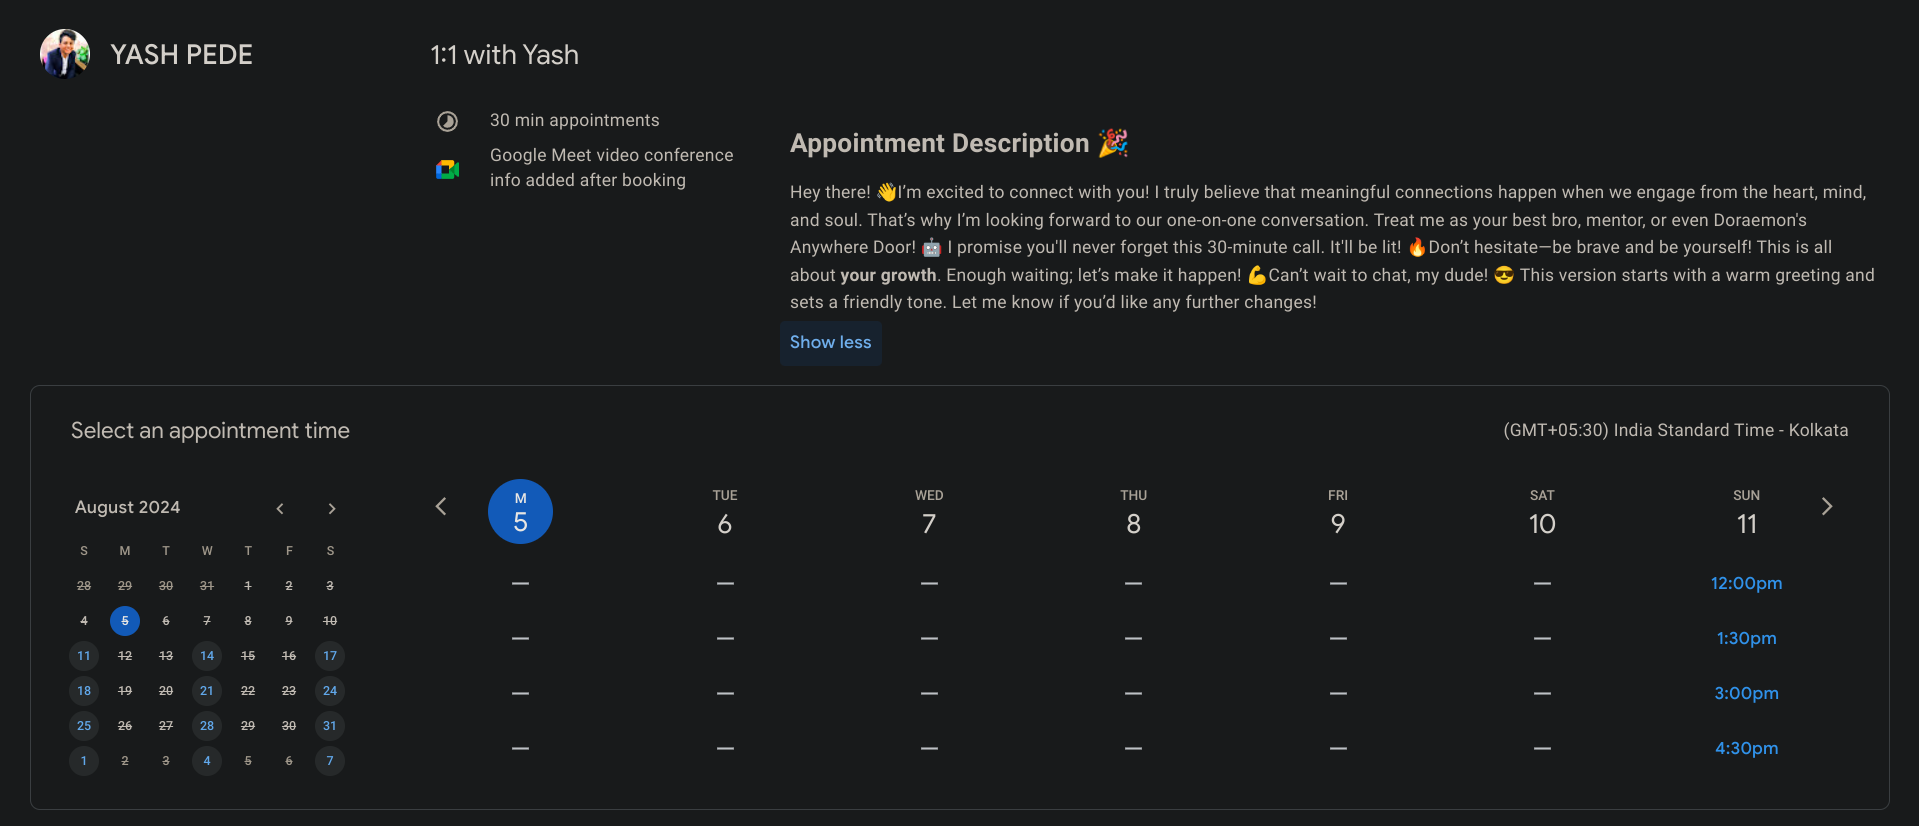 YASH PEDE
1:1 with Yash
30 min appointments
Google Meet video conference
info added after booking
Appointment Description 🎉
Hey there! 👋I’m excited to connect with you! I truly believe that meaningful connections happen when we engage from the heart, mind,
and soul. That’s why I’m looking forward to our one-on-one conversation. Treat me as your best bro, mentor, or even Doraemon's
Anywhere Door! 🤖 I promise you'll never forget this 30-minute call. It'll be lit! 🔥Don’t hesitate—be brave and be yourself! This is all
about your growth. Enough waiting; let’s make it happen! 💪Can’t wait to chat, my dude! 😎 This version starts with a warm greeting and
sets a friendly tone. Let me know if you’d like any further changes!
Show less
Select an appointment time
(GMT+05:30) India Standard Time - Kolkata
August 2024
S M T W T F S
28 29 30 31 1 2 3
4 5 6 7 8 9 10
11 12 13 14 15 16 17
18 19 20 21 22 23 24
25 26 27 28 29 30 31
1 2 3 4 5 6 7
M TUE WED THU FRI SAT SUN
5 6 7 8 9 10 11
— — — — — — 12:00pm
— — — — — — 1:30pm
— — — — — — 3:00pm
— — — — — — 4:30pm